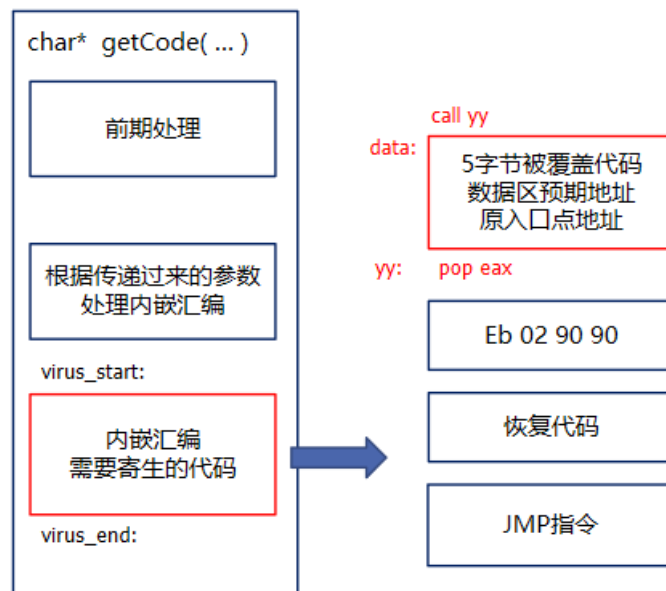 char* getCode( ... )
前期处理
根据传递过来的参数
处理内嵌汇编
virus_start:
内嵌汇编
需要寄生的代码
virus_end:
call yy
data:
5字节被覆盖代码
数据区预期地址
原入口点地址
yy:
pop eax
Eb 02 90 90
恢复代码
JMP指令